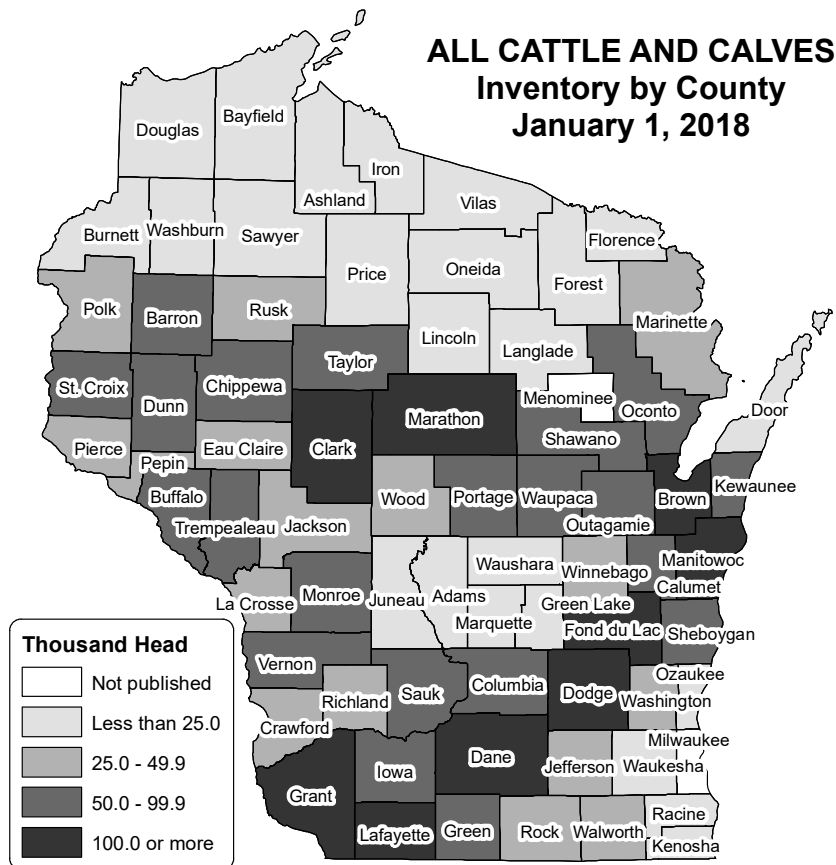 ALL CATTLE AND CALVES
Inventory by County
January 1, 2018
Douglas
Bayfield
Iron
Ashland
Vilas
Burnett
Washburn
Sawyer
Florence
Price
Oneida
Forest
Polk
Barron
Rusk
Marinette
Lincoln
Langlade
Taylor
St. Croix
Chippewa
Dunn
Menominee
Oconto
Door
Marathon
Shawano
Pierce
Eau Claire
Clark
Pepin
Buffalo
Wood
Portage
Waupaca
Brown
Kewaunee
Trempealeau
Jackson
Outagamie
Waushara
Winnebago
Manitowoc
Calumet
La Crosse
Monroe
Juneau
Adams
Green Lake
Marquette
Fond du Lac
Sheboygan
Vernon
Richland
Sauk
Columbia
Dodge
Ozaukee
Washington
Crawford
Milwaukee
Iowa
Dane
Jefferson
Waukesha
Grant
Lafayette
Green
Rock
Walworth
Racine
Kenosha
Thousand Head
Not published
Less than 25.0
25.0 - 49.9
50.0 - 99.9
100.0 or more